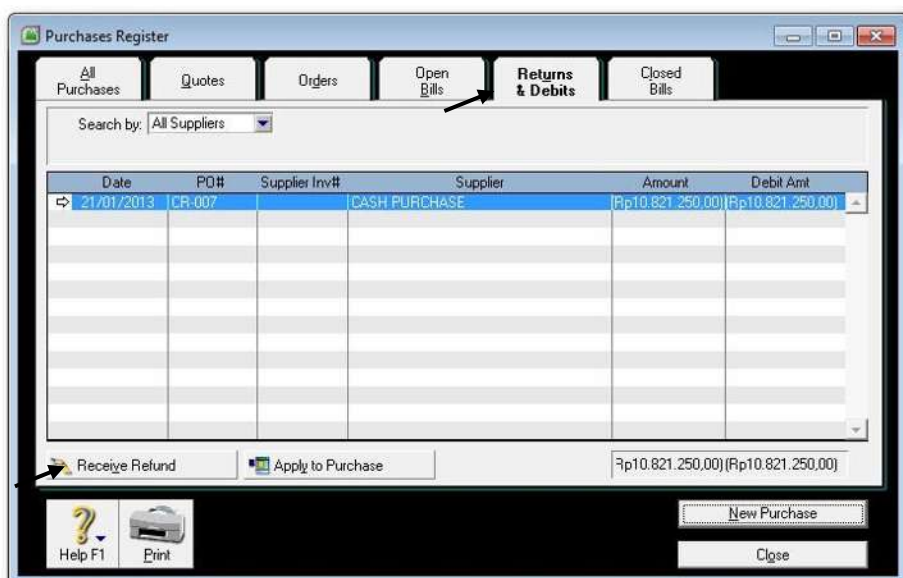 Purchases Register
All Purchases
Quotes
Orders
Open Bills
Returns & Debits
Closed Bills
Search by: All Suppliers
Date PO# Supplier Inv# Supplier Amount Debit Amt
21/01/2013 CR-007 CASH PURCHASE (Rp10.821.250,00) (Rp10.821.250,00)
Receive Refund Apply to Purchase Rp10.821.250,00) (Rp10.821.250,00)
New Purchase
Help F1 Print Close